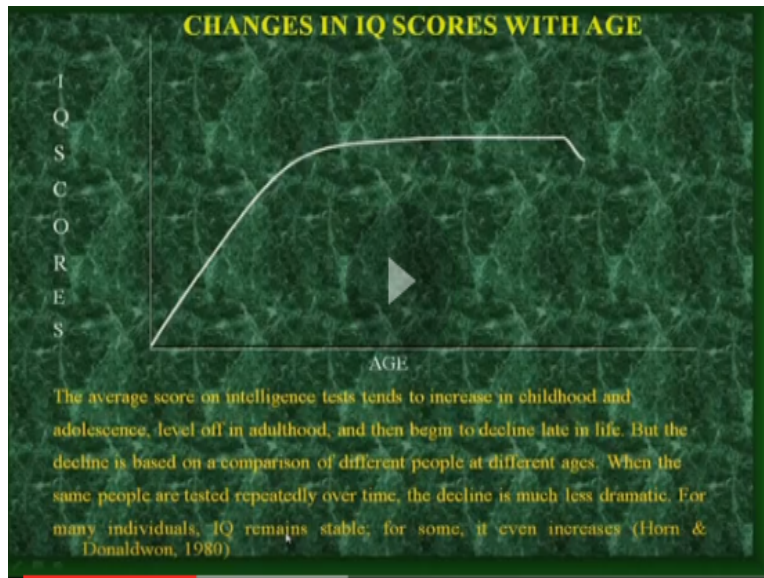 CHANGES IN IQ SCORES WITH AGE
I
Q
S
C
O
R
E
S
AGE
The average score on intelligence tests tends to increase in childhood and
adolescence, level off in adulthood, and then begin to decline late in life. But the
decline is based on a comparison of different people at different ages. When the
same people are tested repeatedly over time, the decline is much less dramatic. For
many individuals, IQ remains stable; for some, it even increases (Horn &
Donaldwon, 1980)